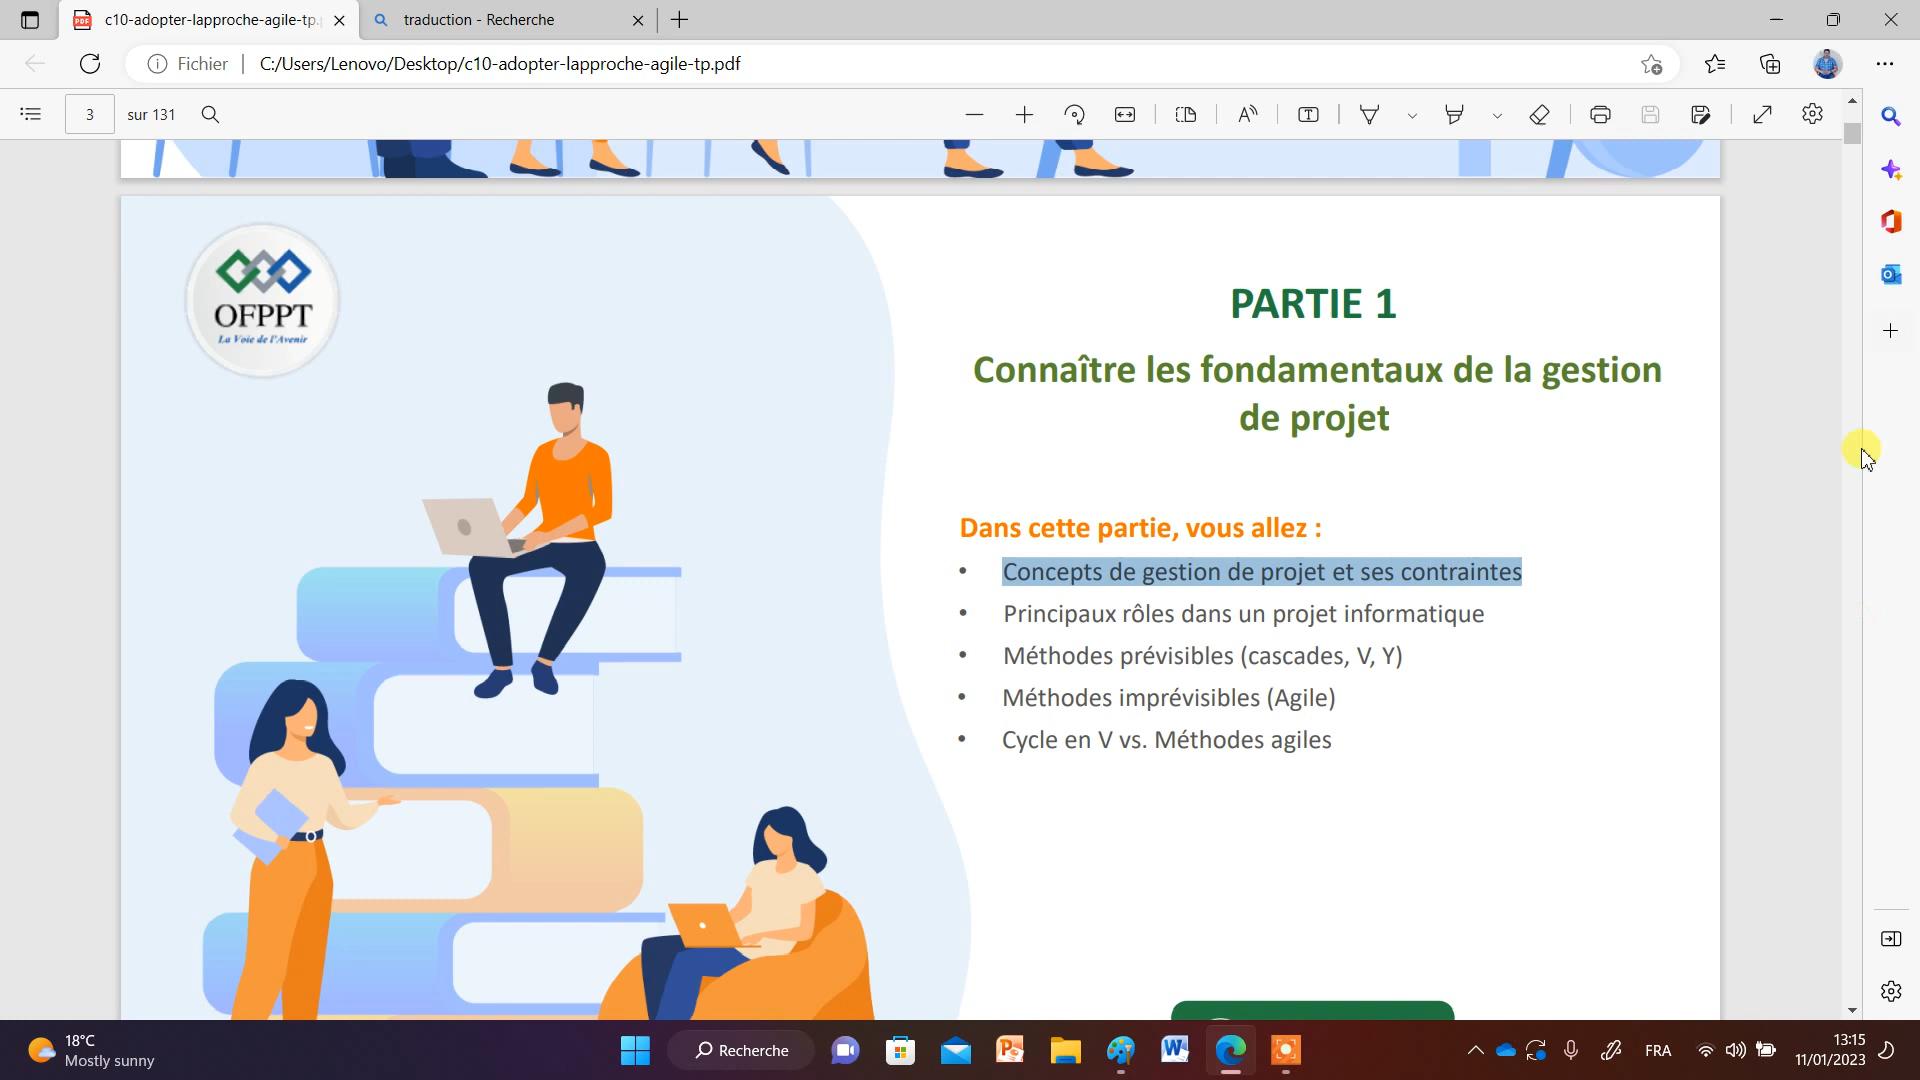 c10-adopter-lapproche-agile-tp.
traduction - Recherche
Fichier
C:/Users/Lenovo/Desktop/c10-adopter-lapproche-agile-tp.pdf
3
sur 131
OFPPT
La Voie de l'Avenir
PARTIE 1
Connaître les fondamentaux de la gestion
de projet
Dans cette partie, vous allez :
• Concepts de gestion de projet et ses contraintes
• Principaux rôles dans un projet informatique
• Méthodes prévisibles (cascades, V, Y)
• Méthodes imprévisibles (Agile)
• Cycle en V vs. Méthodes agiles
18°C
Mostly sunny
Recherche
FRA
13:15
11/01/2023